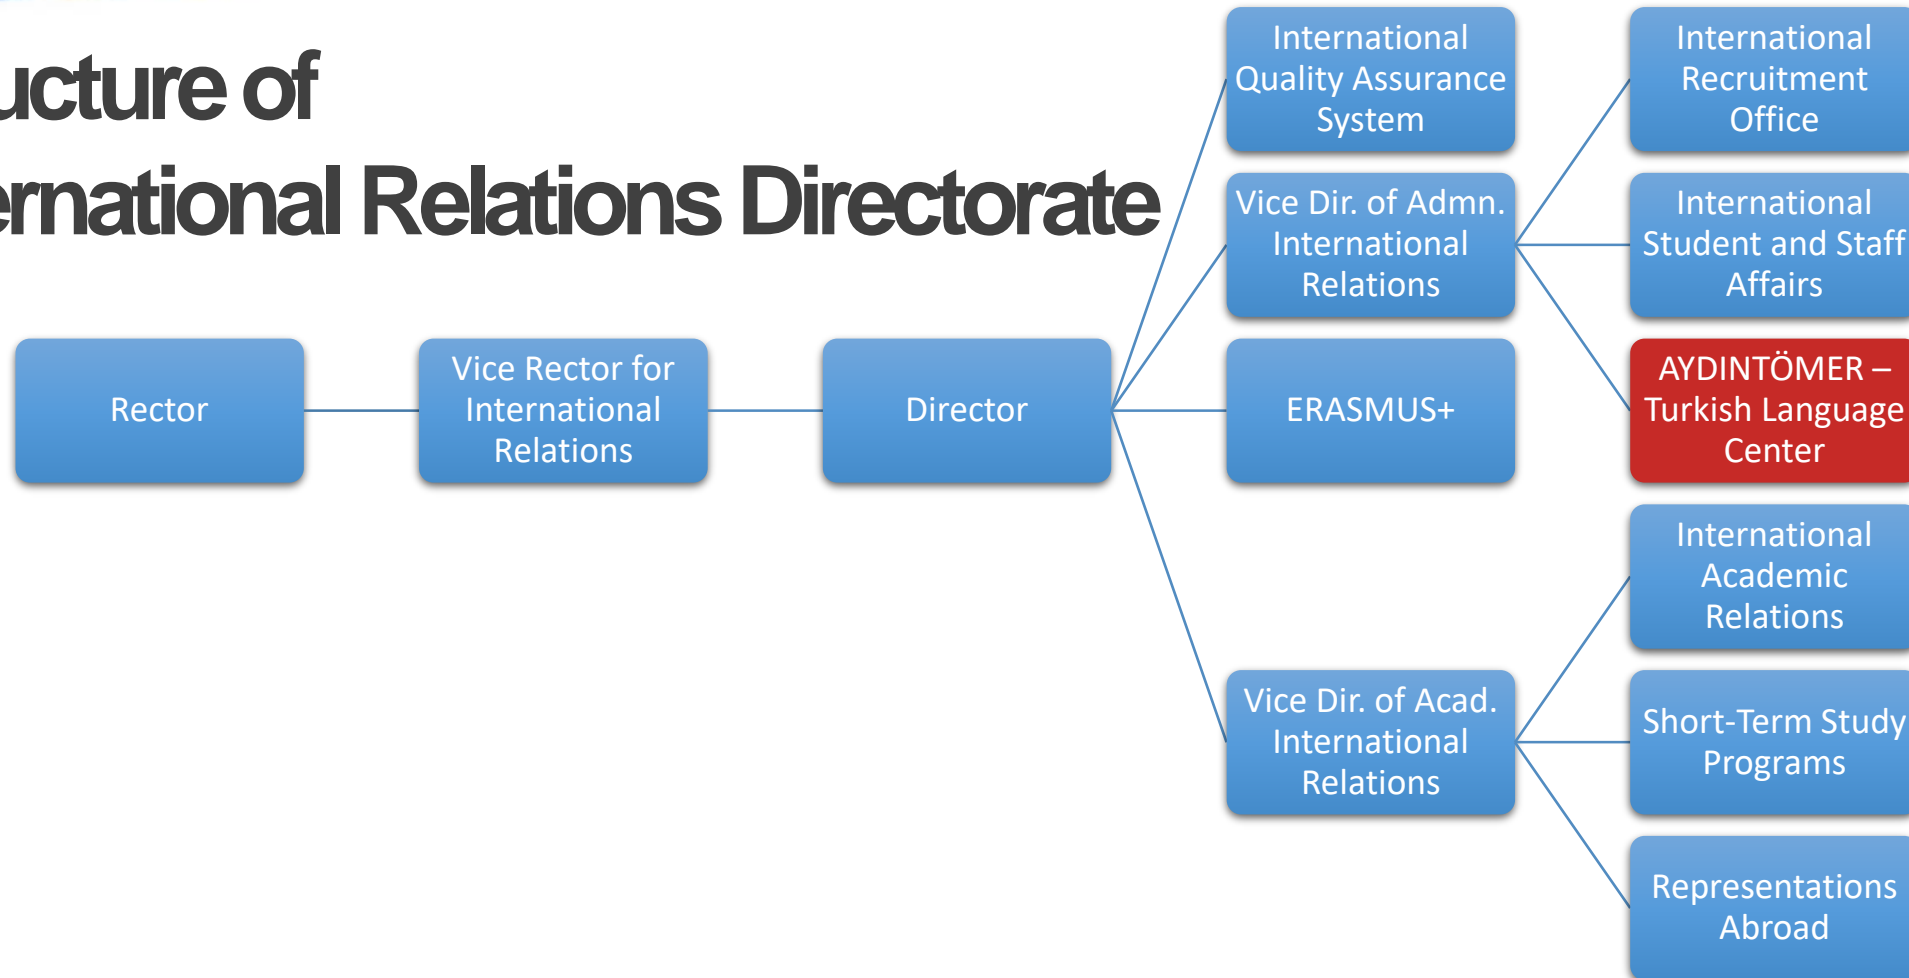 ucture of
ernational Relations Directorate
Rector
Vice Rector for
International
Relations
Director
International
Quality Assurance
System
Vice Dir. of Admn.
International
Relations
ERASMUS+
Vice Dir. of Acad.
International
Relations
International
Recruitment
Office
International
Student and Staff
Affairs
AYDINTÖMER –
Turkish Language
Center
International
Academic
Relations
Short-Term Study
Programs
Representations
Abroad